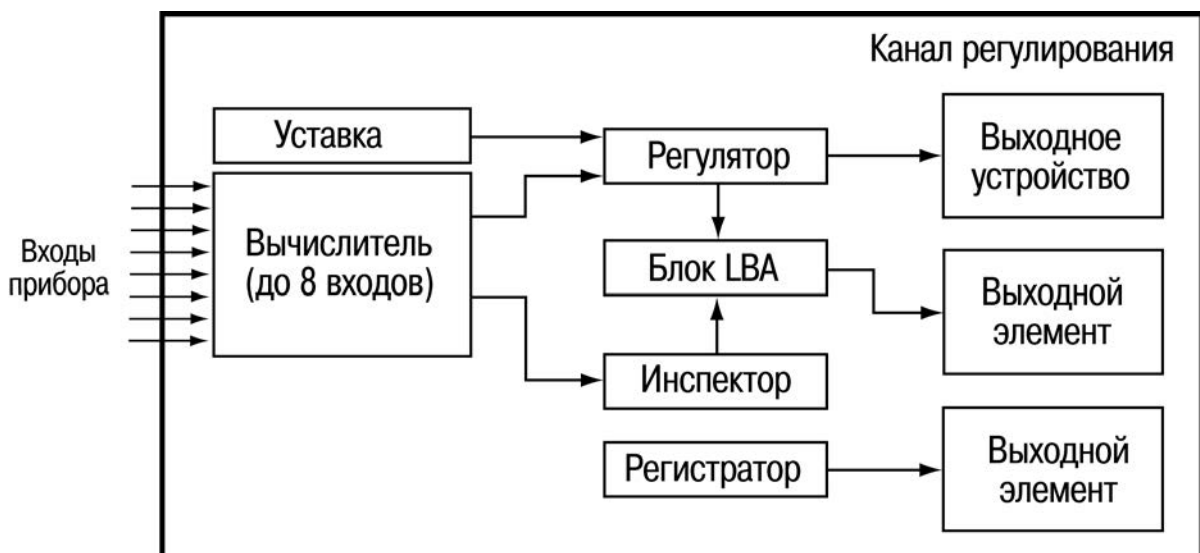 Канал регулирования
Уставка
Регулятор
Выходное
устройство
Входы
прибора
Вычислитель
(до 8 входов)
Блок LBA
Выходной
элемент
Инспектор
Регистратор
Выходной
элемент